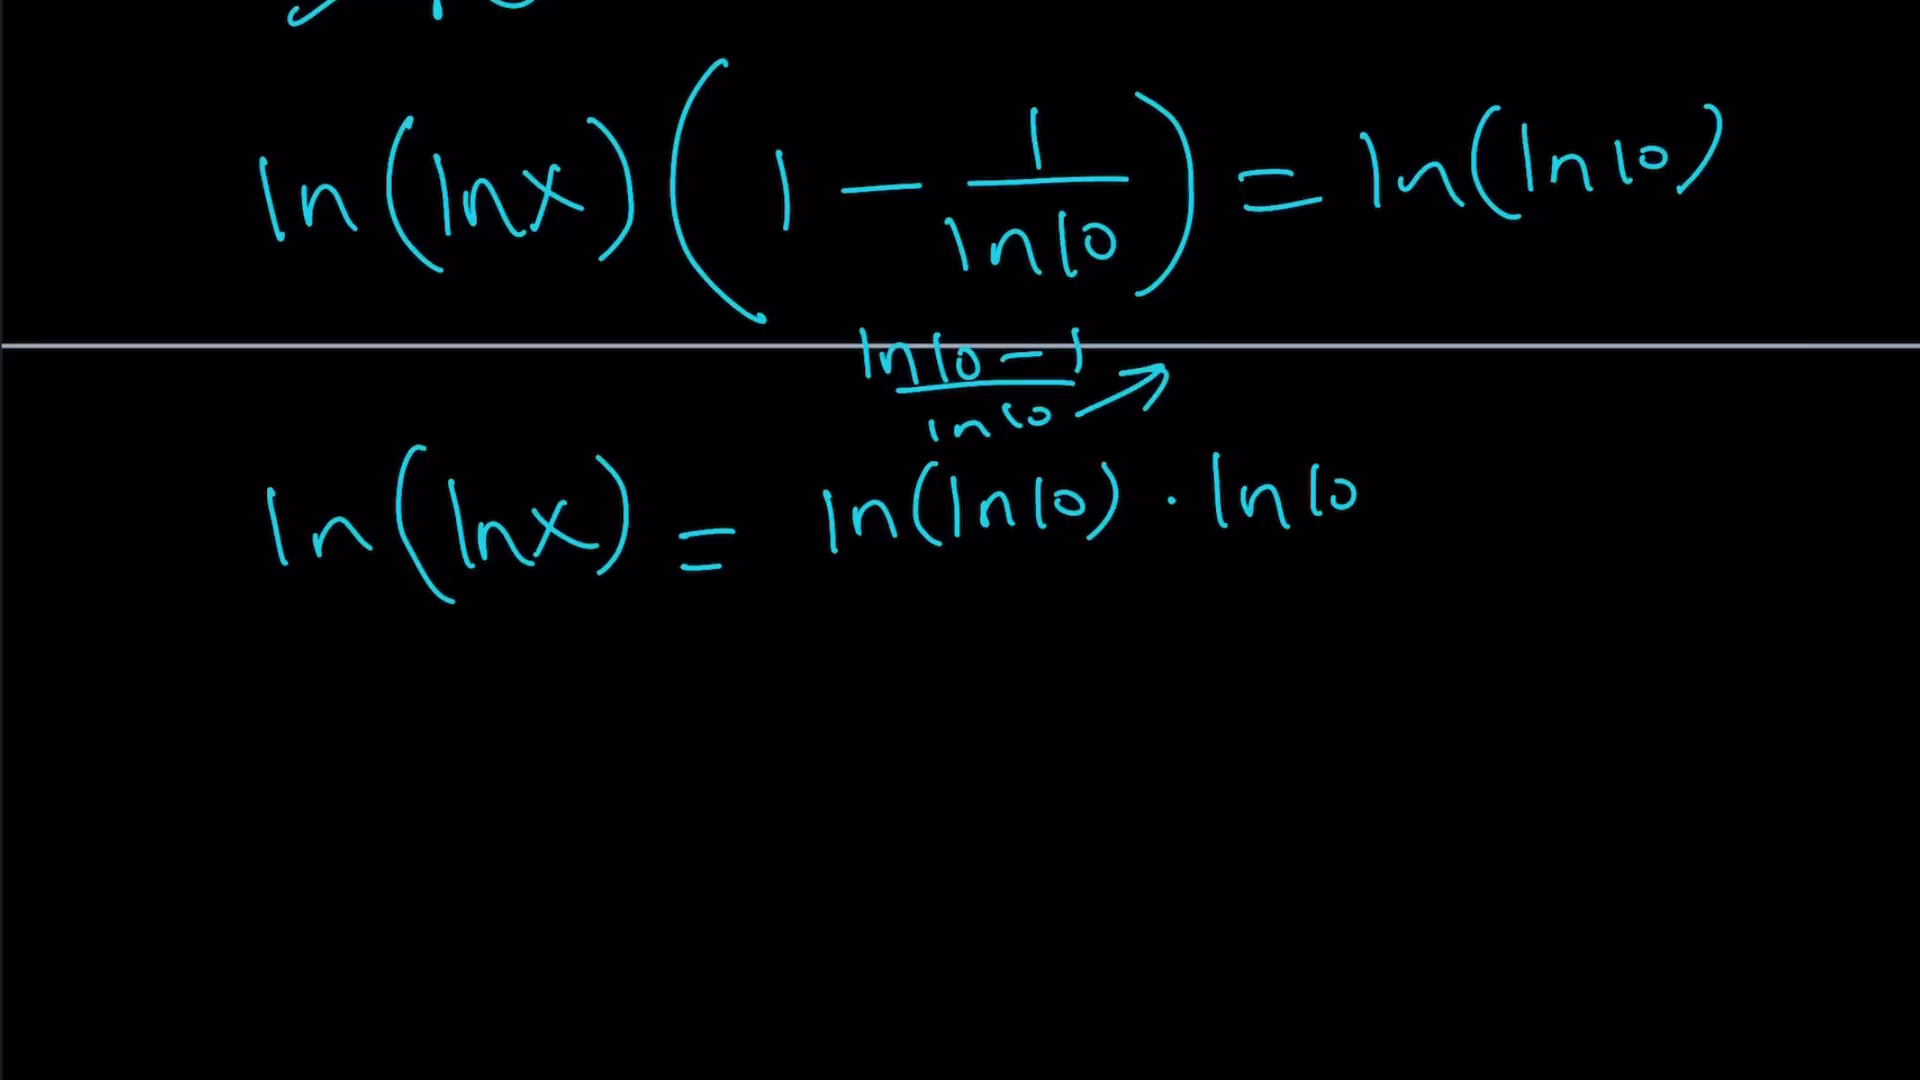 ln(lnx)(1 - 1/ln10) = ln(ln10)
ln10 - 1
ln10
ln(lnx) = ln(ln10) · ln10